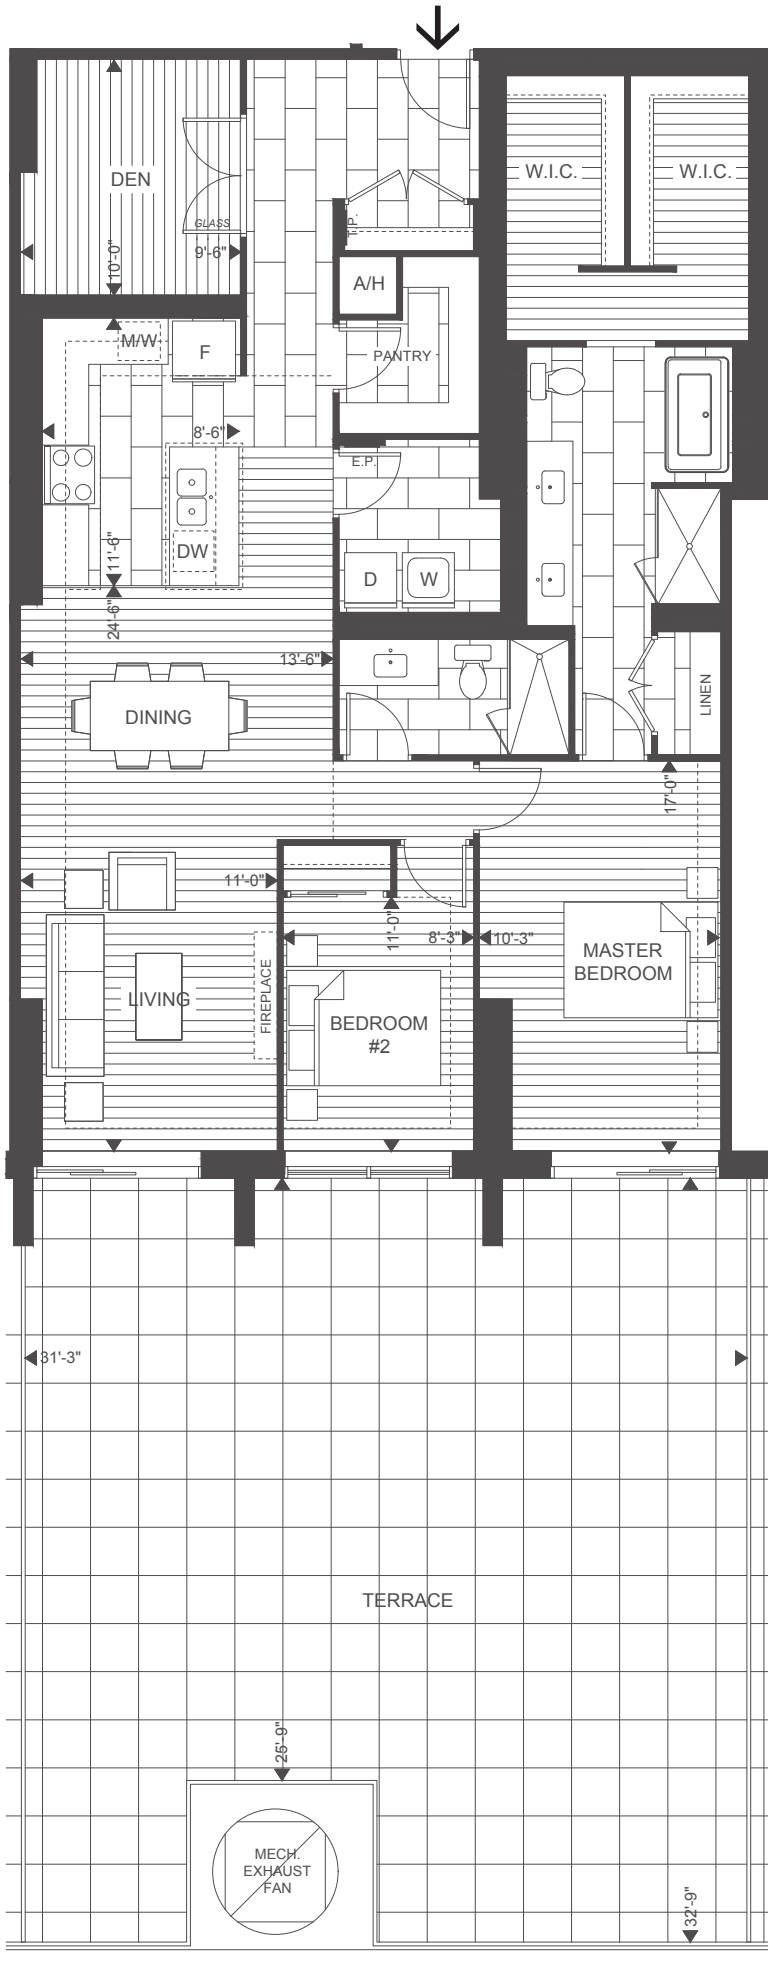 DEN
W.I.C.
W.I.C.
GLASS
T.P.
9'-6"
10'-0"
A/H
M/W
F
PANTRY
8'-6"
E.P.
11'-6"
DW
D
W
24'-6"
13'-6"
LINEN
DINING
17'-0"
11'-0"
11'-0"
8'-3"
10'-3"
MASTER
BEDROOM
FIREPLACE
LIVING
BEDROOM
#2
31'-3"
TERRACE
25'-9"
MECH.
EXHAUST
FAN
32'-9"